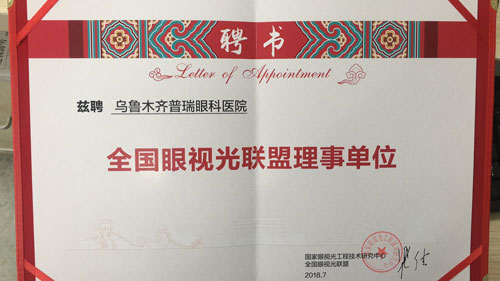 聘书
Letter of Appointment
兹聘 乌鲁木齐普瑞眼科医院
全国眼视光联盟理事单位
国家眼视光工程技术研究中心
全国眼视光联盟
2018.7